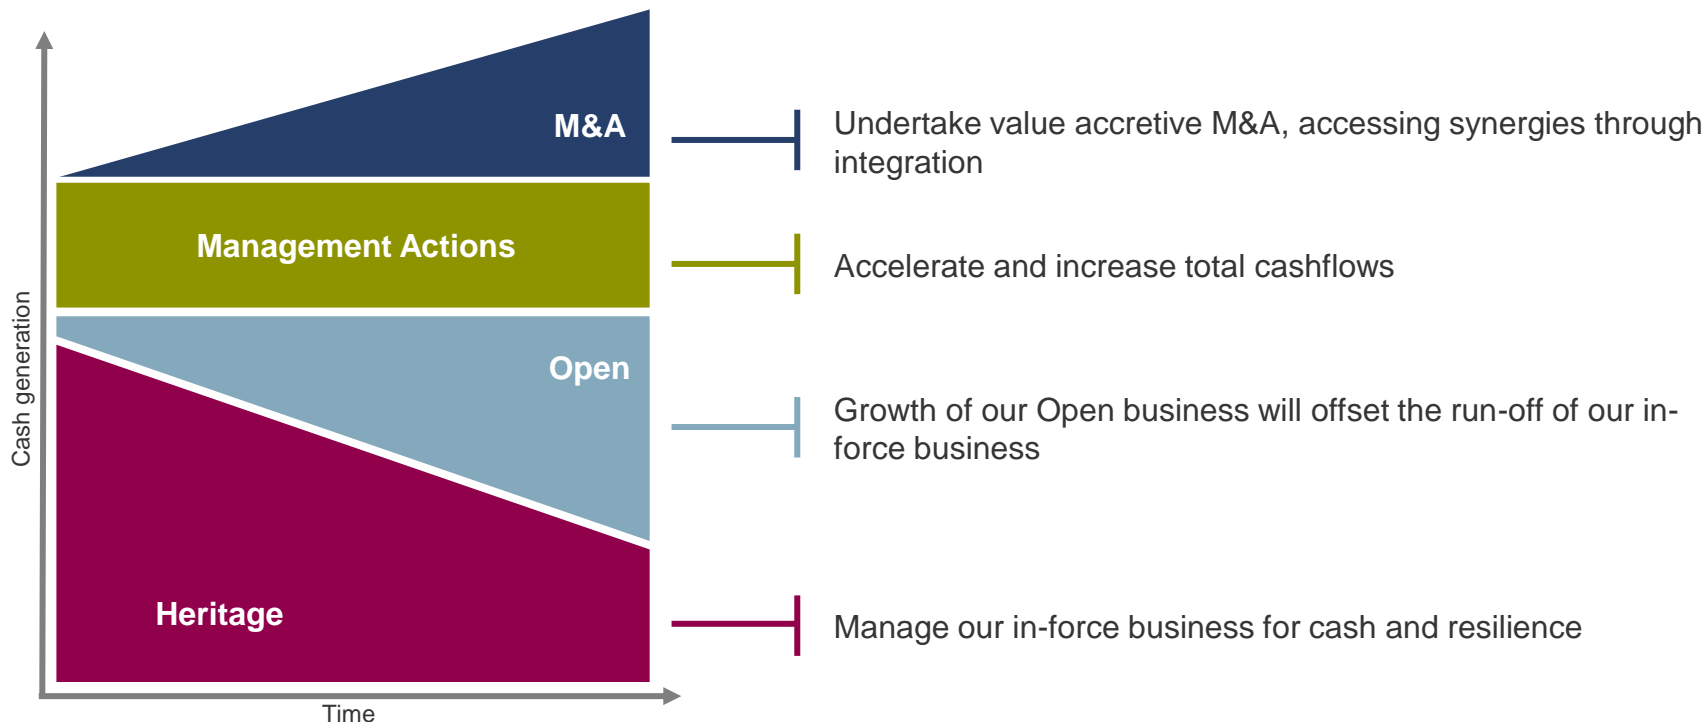 M&A
Undertake value accretive M&A, accessing synergies through
integration
Management Actions
Accelerate and increase total cashflows
Cash generation
Open
Growth of our Open business will offset the run-off of our in-
force business
Heritage
Manage our in-force business for cash and resilience
Time